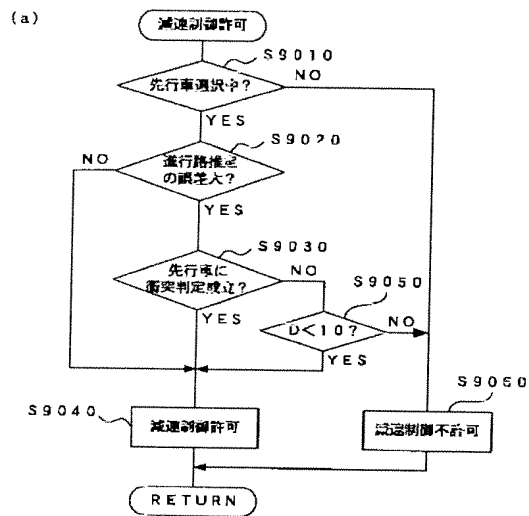 (a)
減速制御許可
S9010
先行車選択中?
NO
YES
S9020
進行路推定
の誤差大?
NO
YES
S9030
先行車に
衝突判定成立?
NO
YES
S9050
D<10?
NO
YES
S9040
減速制御許可
S9060
減速制御不許可
RETURN